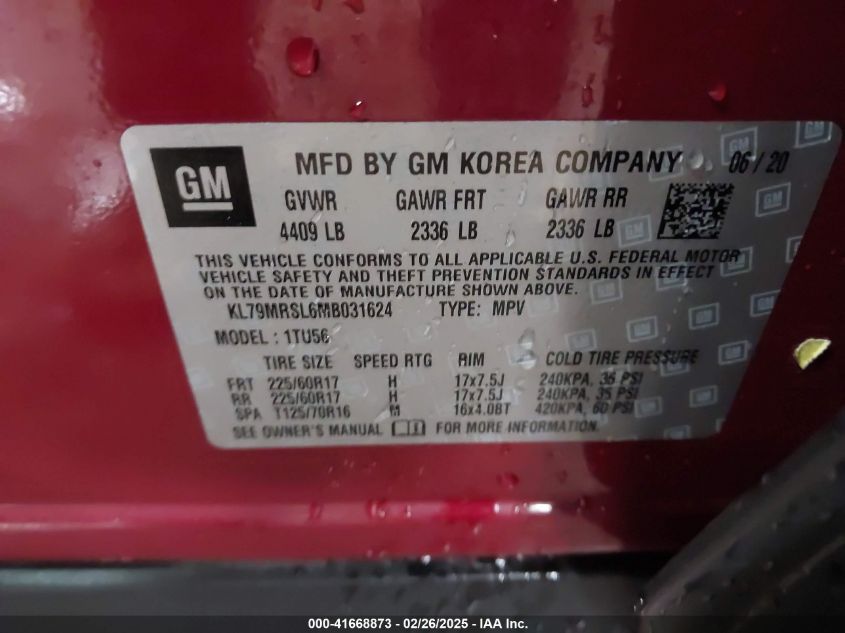 GM
MFD BY GM KOREA COMPANY 06/20
GVWR GAWR FRT GAWR RR
4409 LB 2336 LB 2336 LB
THIS VEHICLE CONFORMS TO ALL APPLICABLE U.S. FEDERAL MOTOR
VEHICLE SAFETY AND THEFT PREVENTION STANDARDS IN EFFECT
ON THE DATE OF MANUFACTURE SHOWN ABOVE.
KL79MRSL6MB031624 TYPE: MPV
MODEL: 1TU56
TIRE SIZE SPEED RTG RIM COLD TIRE PRESSURE
FRT 225/60R17 H 17x7.5J 240KPA, 35 PSI
RR 225/60R17 H 17x7.5J 240KPA, 35 PSI
SPA T125/70R16 M 16x4.08T 420KPA, 60 PSI
SEE OWNER'S MANUAL FOR MORE INFORMATION.
000-41668873 - 02/26/2025 - IAA Inc.